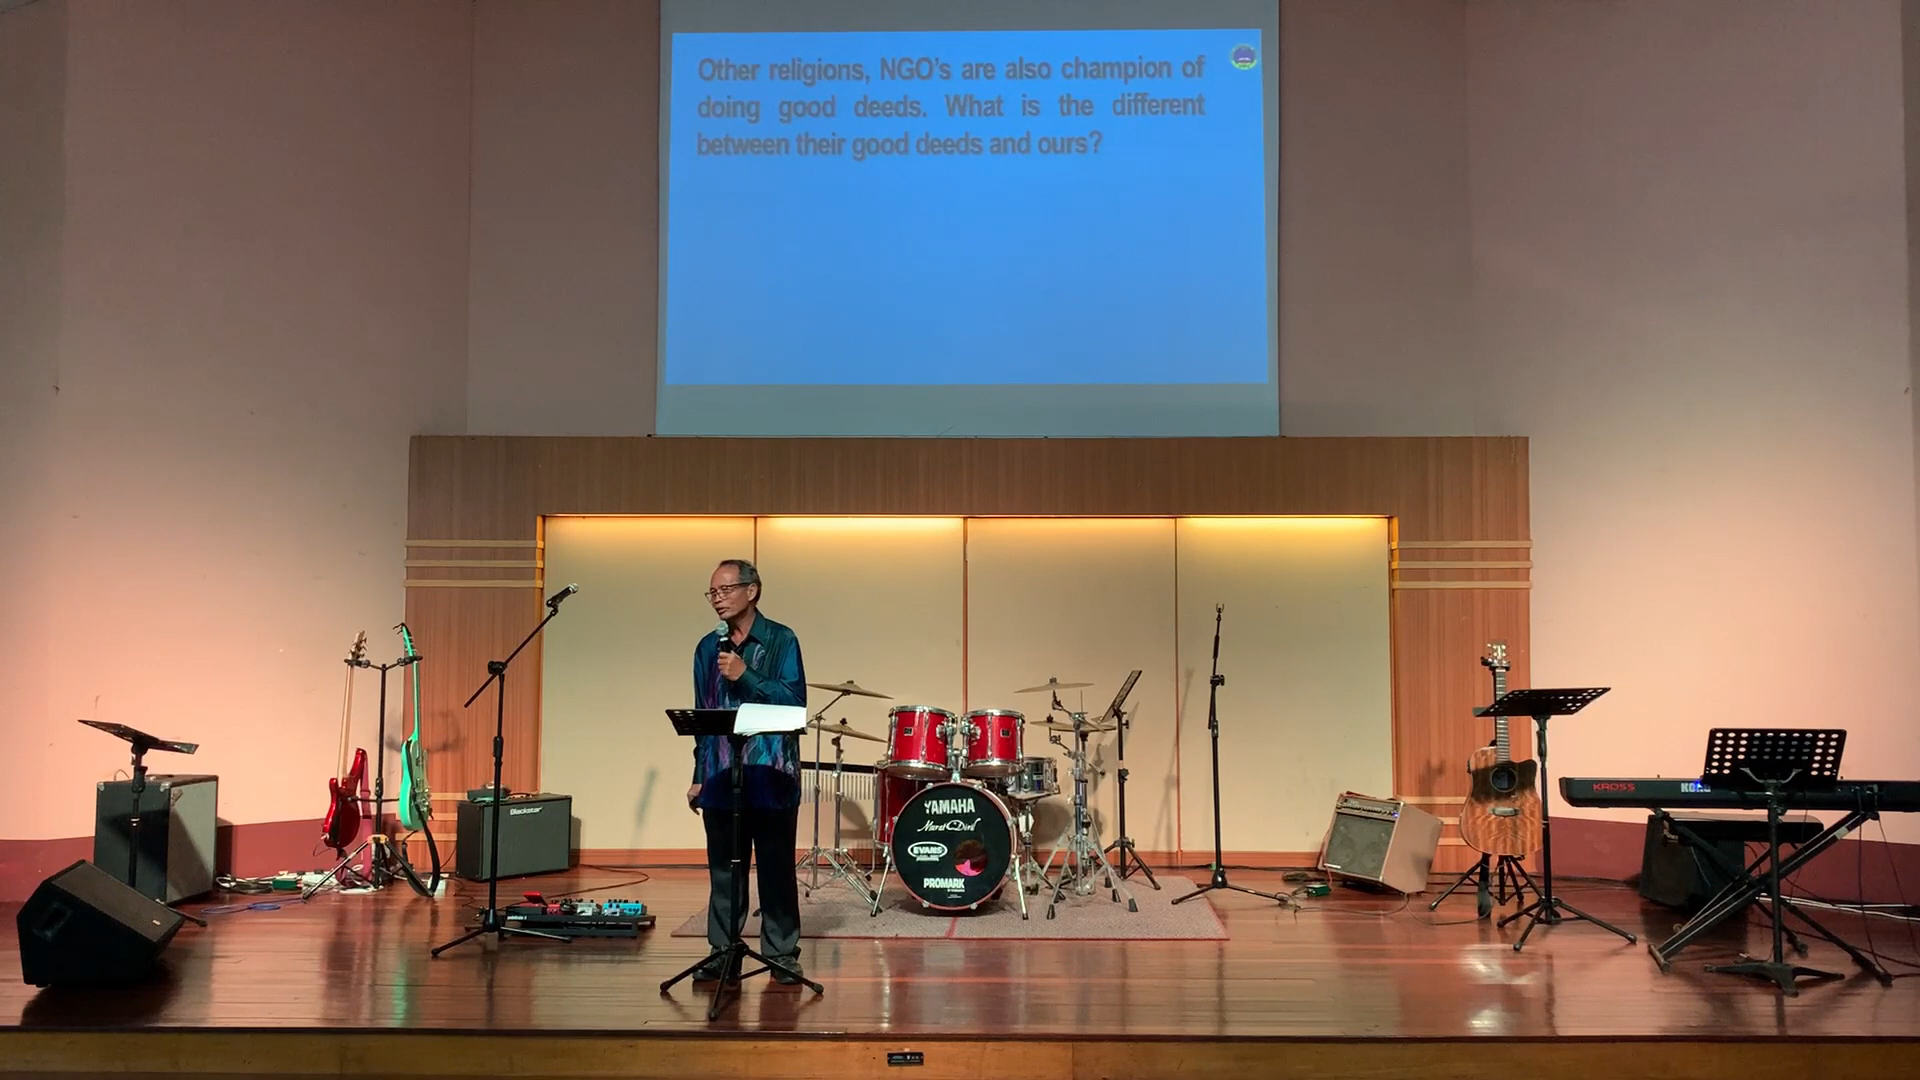 Other religions, NGO's are also champion of
doing good deeds. What is the different
between their good deeds and ours?
Blackstar
YAMAHA
EVANS
PROMARK
KROSS
KORG